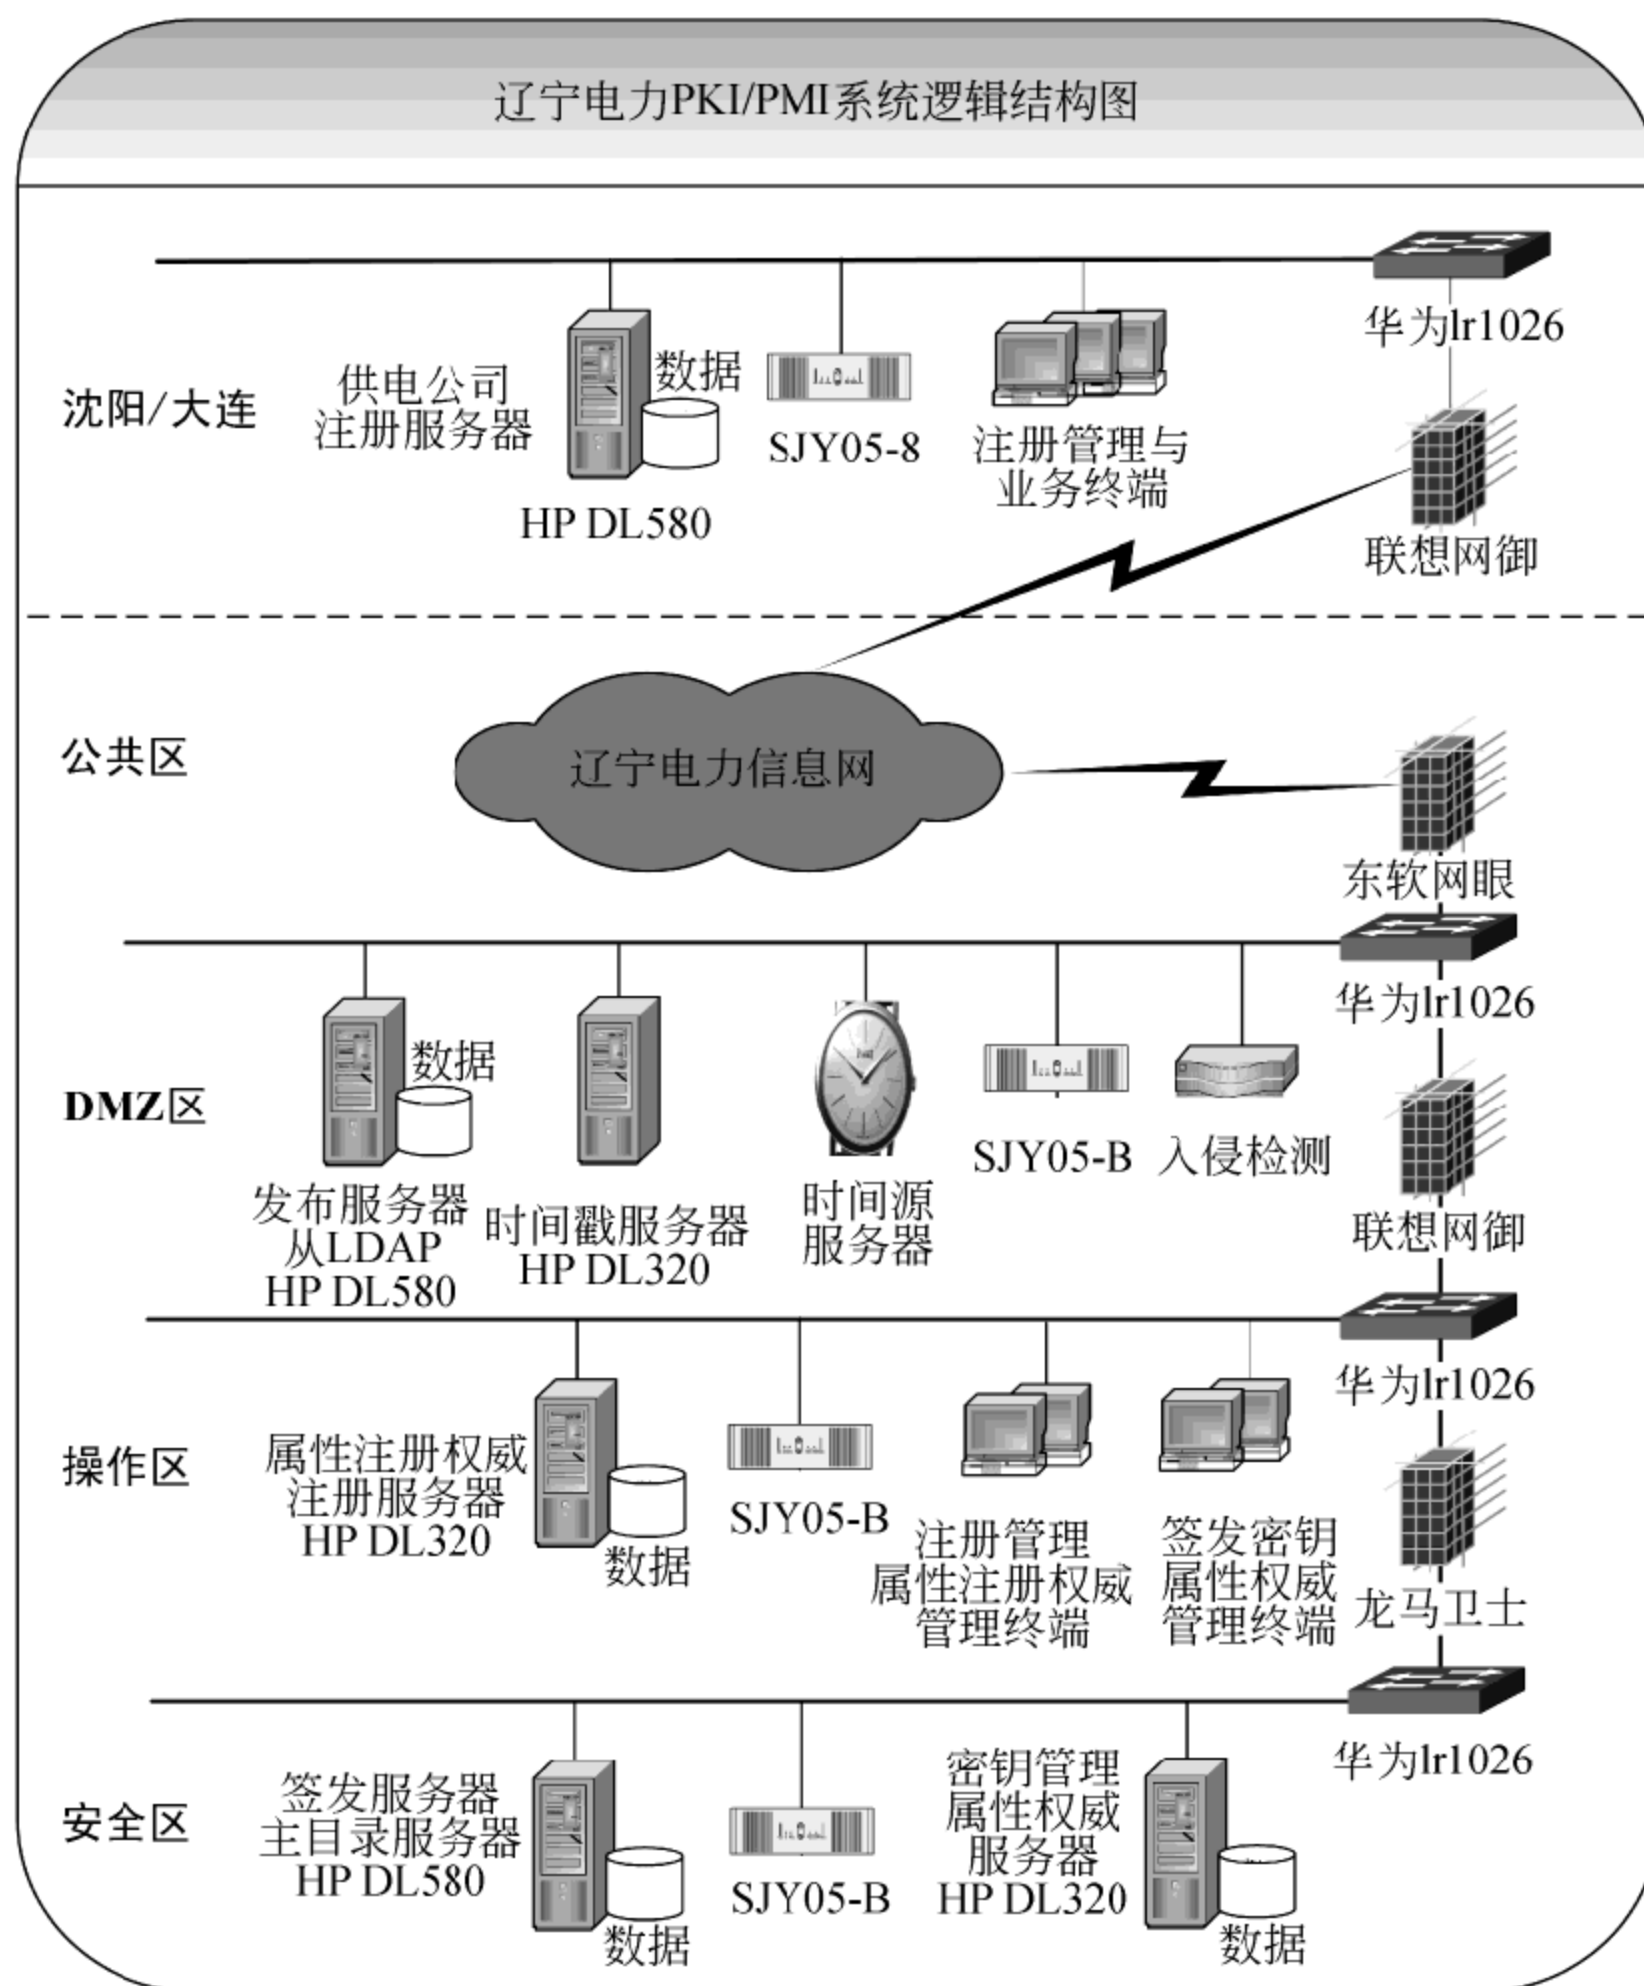 辽宁电力PKI/PMI系统逻辑结构图
华为lr1026
沈阳/大连
供电公司
注册服务器
数据
HP DL580
SJY05-8
注册管理与
业务终端
联想网御
公共区
辽宁电力信息网
东软网眼
华为lr1026
DMZ区
数据
发布服务器
从LDAP
HP DL580
时间戳服务器
HP DL320
时间源
服务器
SJY05-B
入侵检测
联想网御
华为lr1026
操作区
属性注册权威
注册服务器
HP DL320
数据
SJY05-B
注册管理
属性注册权威
管理终端
签发密钥
属性权威
管理终端
龙马卫士
华为lr1026
安全区
签发服务器
主目录服务器
HP DL580
数据
SJY05-B
密钥管理
属性权威
服务器
HP DL320
数据